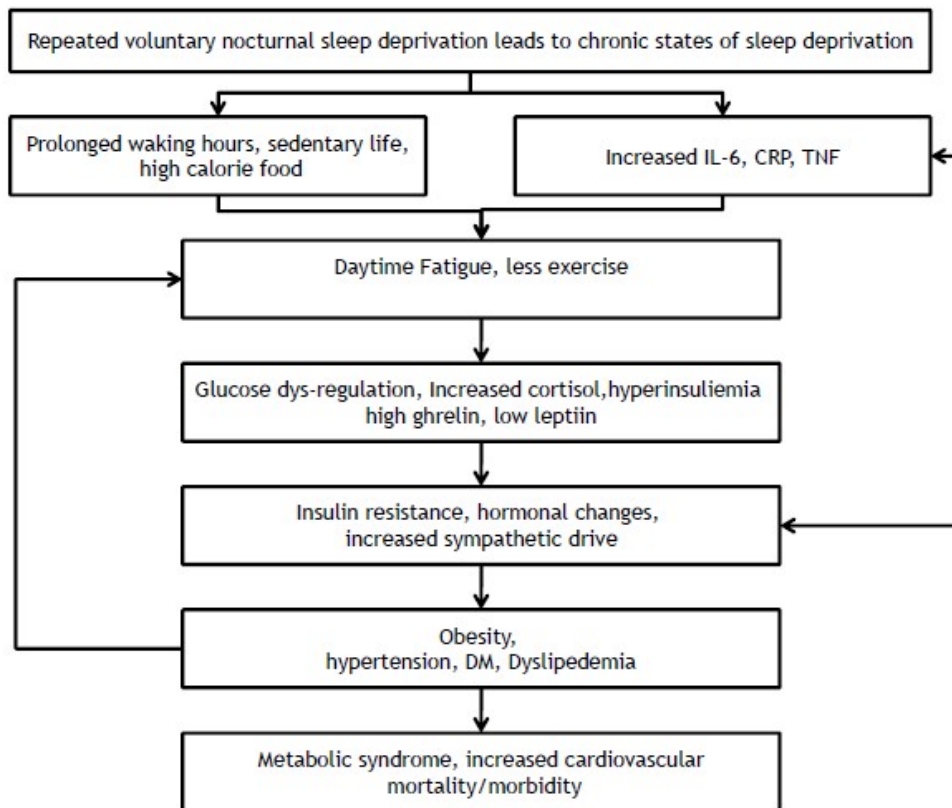 Repeated voluntary nocturnal sleep deprivation leads to chronic states of sleep deprivation
Prolonged waking hours, sedentary life,
high calorie food
Increased IL-6, CRP, TNF
Daytime Fatigue, less exercise
Glucose dys-regulation, Increased cortisol,hyperinsuliemia
high ghrelin, low leptiin
Insulin resistance, hormonal changes,
increased sympathetic drive
Obesity,
hypertension, DM, Dyslipedemia
Metabolic syndrome, increased cardiovascular
mortality/morbidity